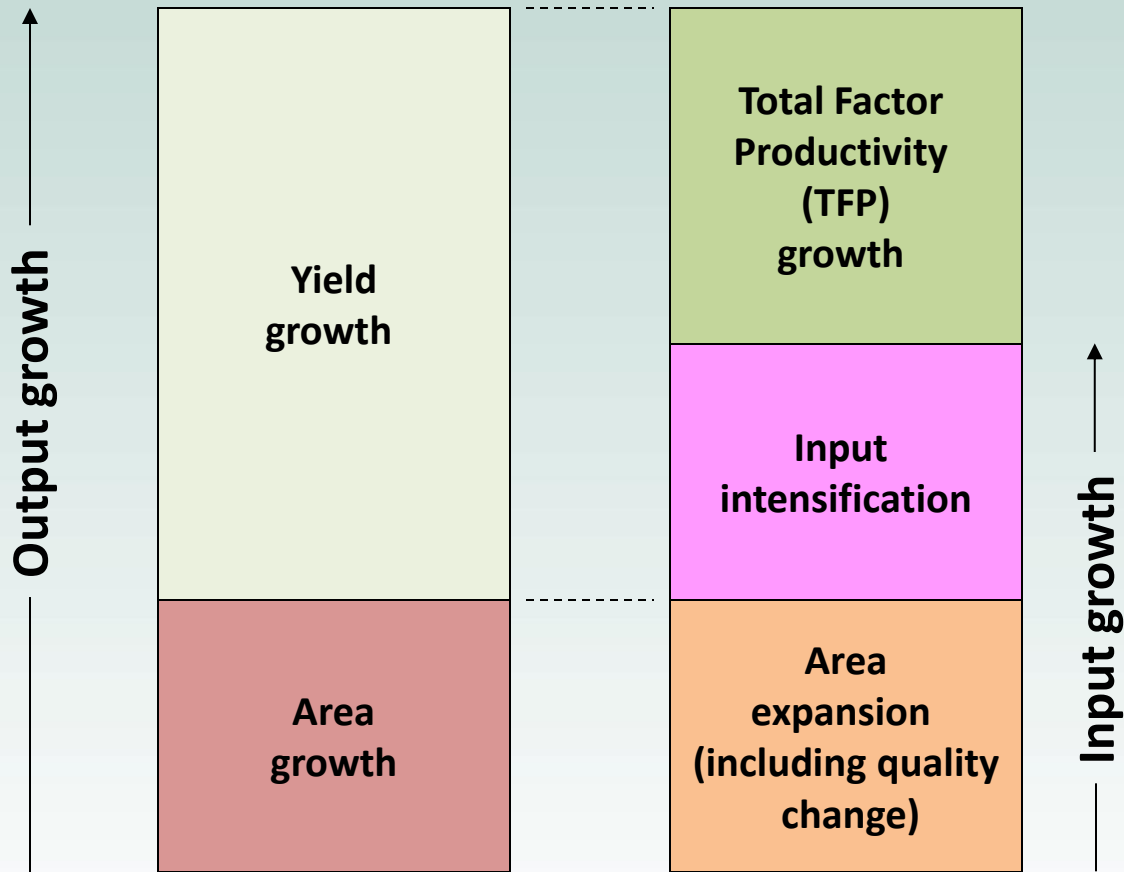 Output growth
Yield
growth
Area
growth
Total Factor
Productivity
(TFP)
growth
Input
intensification
Area
expansion
(including quality
change)
Input growth